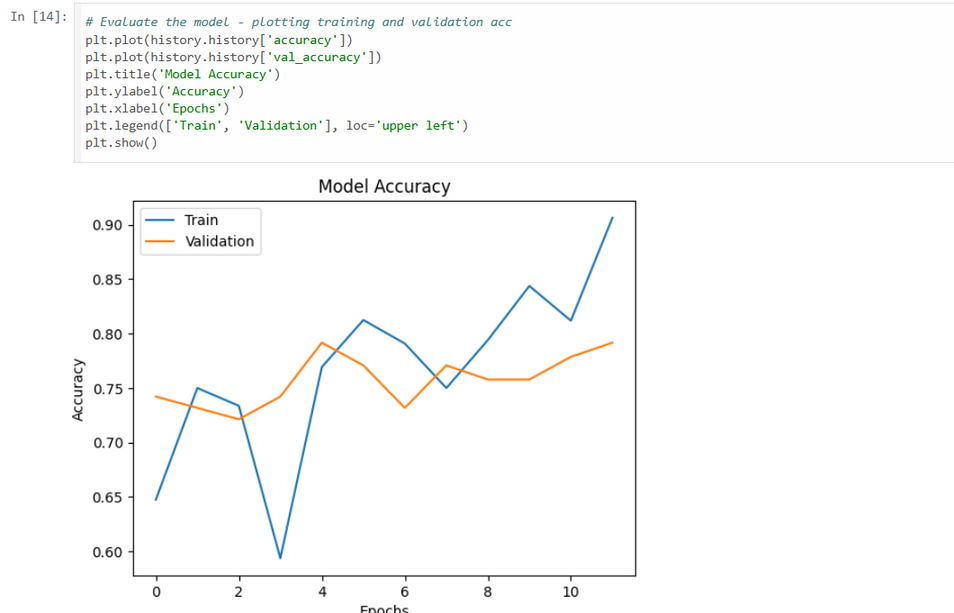 In [14]:
# Evaluate the model - plotting training and validation acc
plt.plot(history.history['accuracy'])
plt.plot(history.history['val_accuracy'])
plt.title('Model Accuracy')
plt.ylabel('Accuracy')
plt.xlabel('Epochs')
plt.legend(['Train', 'Validation'], loc='upper left')
plt.show()
Model Accuracy
Train
Validation
0.90
0.85
0.80
0.75
0.70
0.65
0.60
Accuracy
0 2 4 6 8 10
Epochs